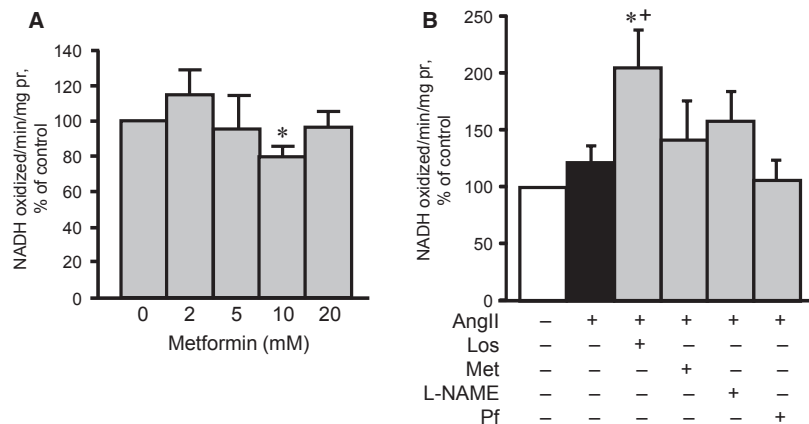 A
NADH oxidized/min/mg pr,
% of control
140
120
100
80
60
40
20
0
*
0 2 5 10 20
Metformin (mM)
B
NADH oxidized/min/mg pr,
% of control
250
200
150
100
50
0
*+
AngII – + + + + +
Los – – + – – –
Met – – – + – –
L-NAME – – – – + –
Pf – – – – – +